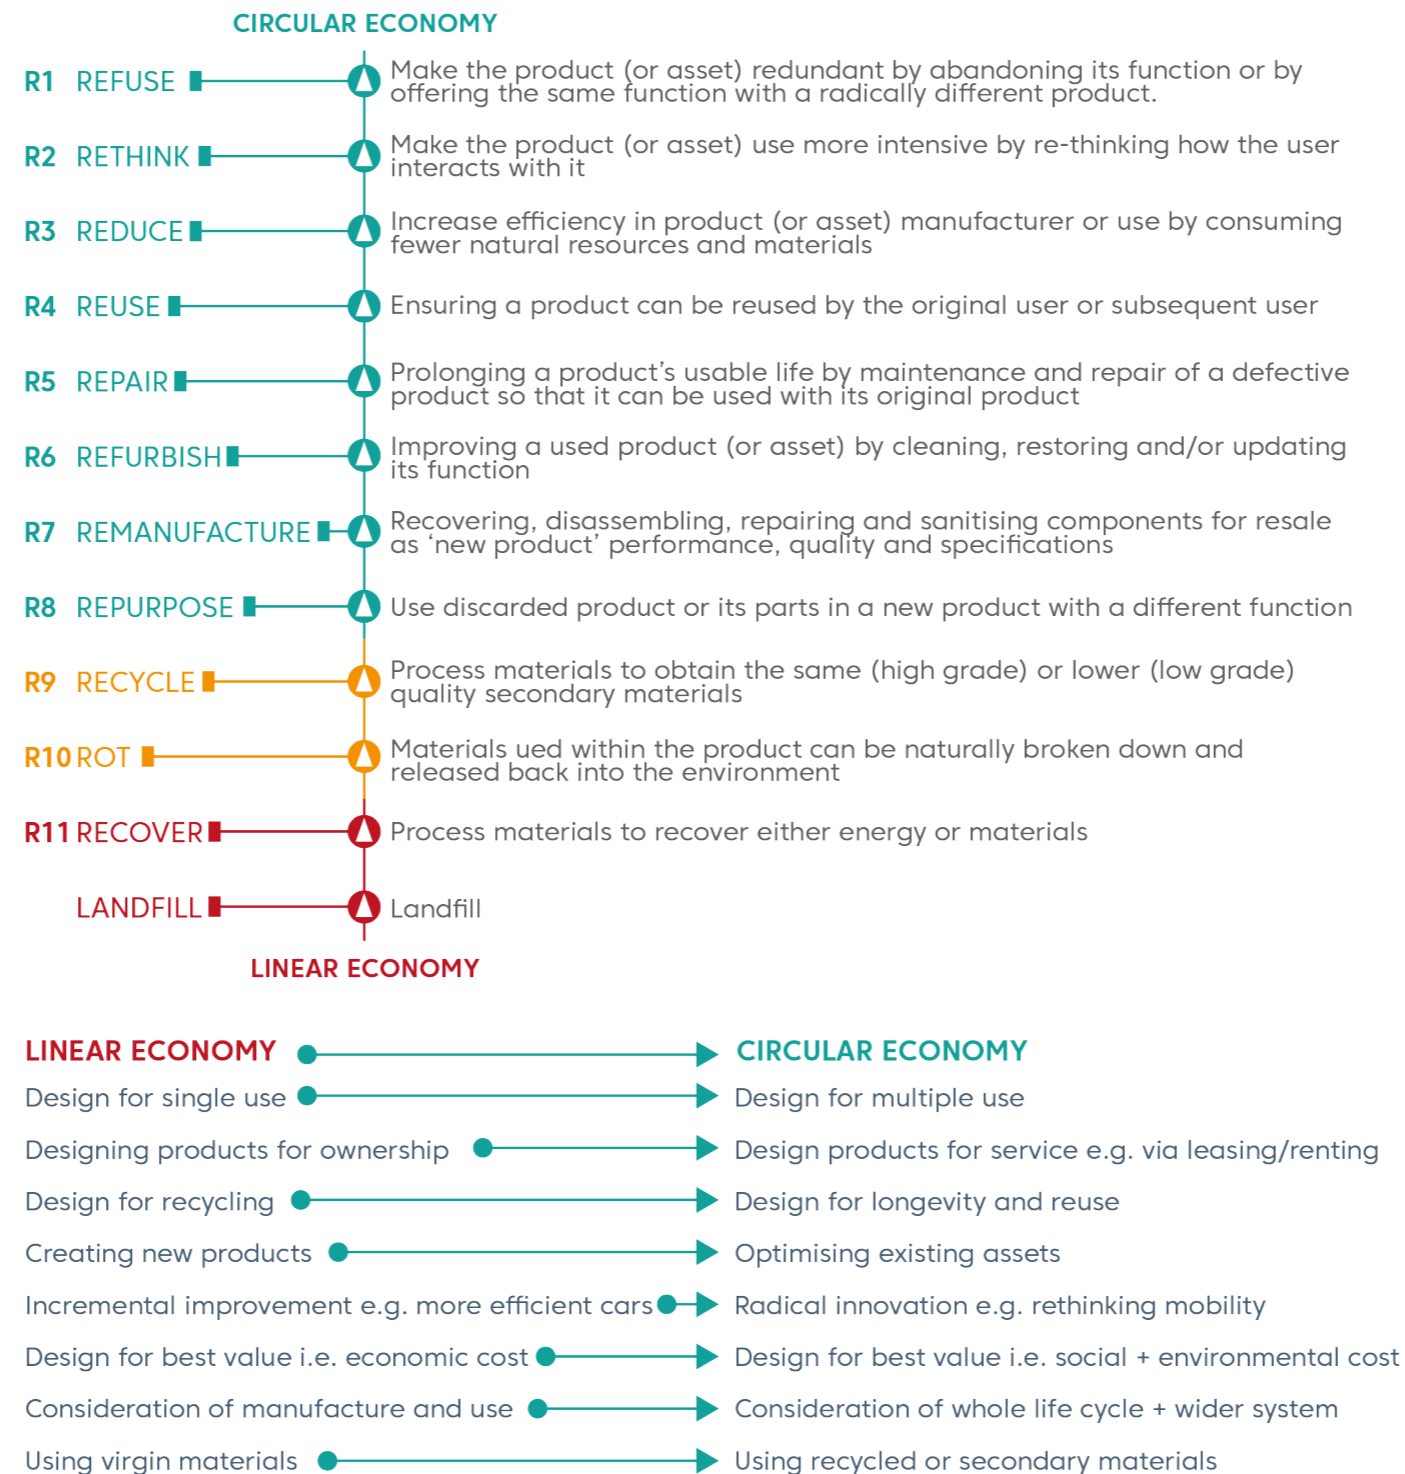 CIRCULAR ECONOMY
R1 REFUSE Make the product (or asset) redundant by abandoning its function or by
offering the same function with a radically different product.
R2 RETHINK Make the product (or asset) use more intensive by re-thinking how the user
interacts with it
R3 REDUCE Increase efficiency in product (or asset) manufacturer or use by consuming
fewer natural resources and materials
R4 REUSE Ensuring a product can be reused by the original user or subsequent user
R5 REPAIR Prolonging a product’s usable life by maintenance and repair of a defective
product so that it can be used with its original product
R6 REFURBISH Improving a used product (or asset) by cleaning, restoring and/or updating
its function
R7 REMANUFACTURE Recovering, disassembling, repairing and sanitising components for resale
as ‘new product’ performance, quality and specifications
R8 REPURPOSE Use discarded product or its parts in a new product with a different function
R9 RECYCLE Process materials to obtain the same (high grade) or lower (low grade)
quality secondary materials
R10 ROT Materials ued within the product can be naturally broken down and
released back into the environment
R11 RECOVER Process materials to recover either energy or materials
LANDFILL Landfill
LINEAR ECONOMY
LINEAR ECONOMY CIRCULAR ECONOMY
Design for single use Design for multiple use
Designing products for ownership Design products for service e.g. via leasing/renting
Design for recycling Design for longevity and reuse
Creating new products Optimising existing assets
Incremental improvement e.g. more efficient cars Radical innovation e.g. rethinking mobility
Design for best value i.e. economic cost Design for best value i.e. social + environmental cost
Consideration of manufacture and use Consideration of whole life cycle + wider system
Using virgin materials Using recycled or secondary materials